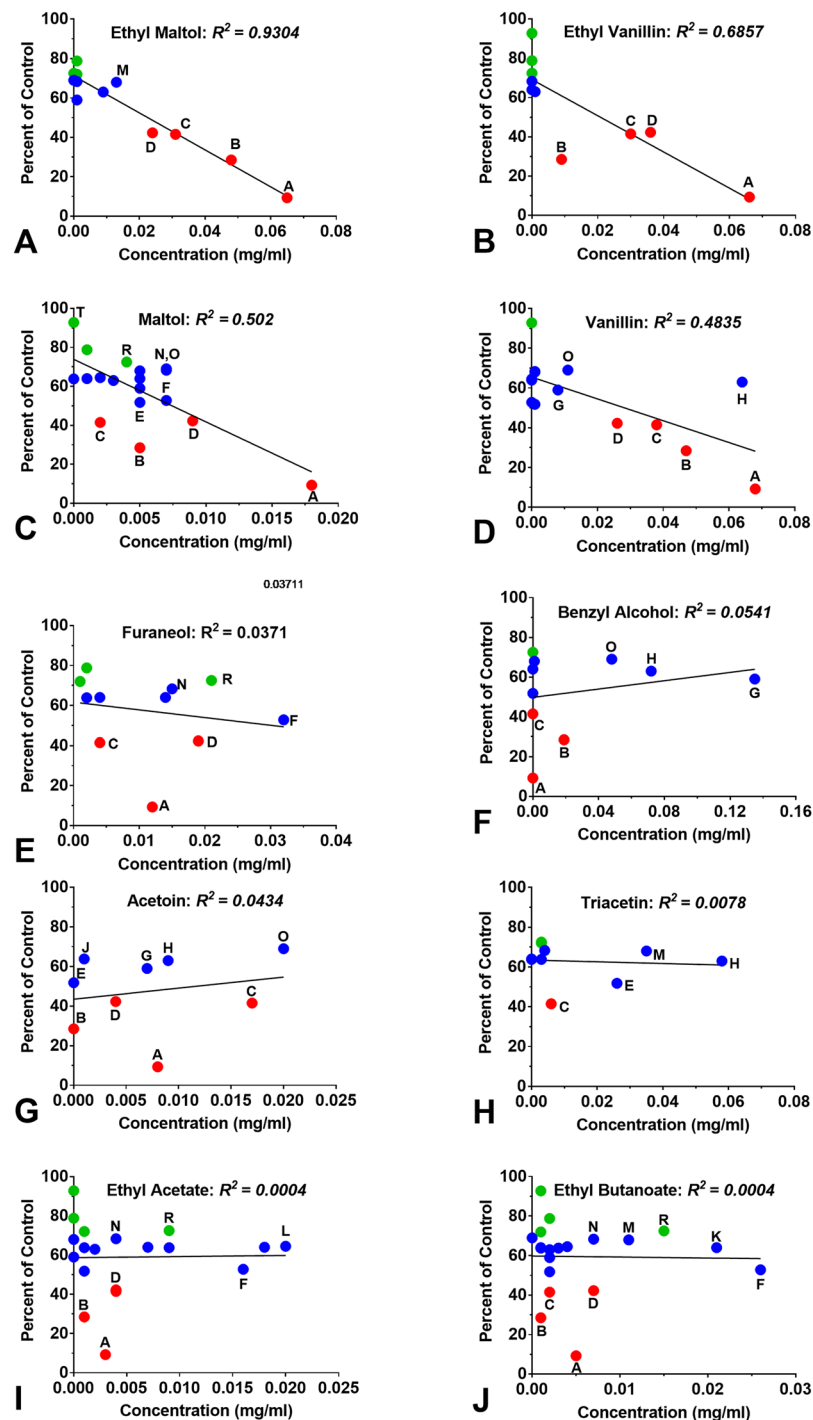 Ethyl Maltol: R² = 0.9304
Percent of Control
100
80
60
40
20
0
M
C
D
B
A
0.00 0.02 0.04 0.06 0.08
Concentration (mg/ml)
A
Ethyl Vanillin: R² = 0.6857
Percent of Control
100
80
60
40
20
0
C D
B
A
0.00 0.02 0.04 0.06 0.08
Concentration (mg/ml)
B
Maltol: R² = 0.502
Percent of Control
100
80
60
40
20
0
T
R N,O
F
E
C D
B
A
0.000 0.005 0.010 0.015 0.020
Concentration (mg/ml)
C
Vanillin: R² = 0.4835
Percent of Control
100
80
60
40
20
0
O
G H
D C
B
A
0.00 0.02 0.04 0.06 0.08
Concentration (mg/ml)
D
0.03711
Furaneol: R² = 0.0371
Percent of Control
100
80
60
40
20
0
N R
F
C D
A
0.00 0.01 0.02 0.03 0.04
Concentration (mg/ml)
E
Benzyl Alcohol: R² = 0.0541
Percent of Control
100
80
60
40
20
0
O H
G
C
B
A
0.00 0.04 0.08 0.12 0.16
Concentration (mg/ml)
F
Acetoin: R² = 0.0434
Percent of Control
100
80
60
40
20
0
J G H O
E
B D C
A
0.000 0.005 0.010 0.015 0.020 0.025
Concentration (mg/ml)
G
Triacetin: R² = 0.0078
Percent of Control
100
80
60
40
20
0
M H
E
C
0.00 0.02 0.04 0.06 0.08
Concentration (mg/ml)
H
Ethyl Acetate: R² = 0.0004
Percent of Control
100
80
60
40
20
0
N R L
F
D
B
A
0.000 0.005 0.010 0.015 0.020 0.025
Concentration (mg/ml)
I
Ethyl Butanoate: R² = 0.0004
Percent of Control
100
80
60
40
20
0
N M R K
F
C D
B
A
0.00 0.01 0.02 0.03
Concentration (mg/ml)
J